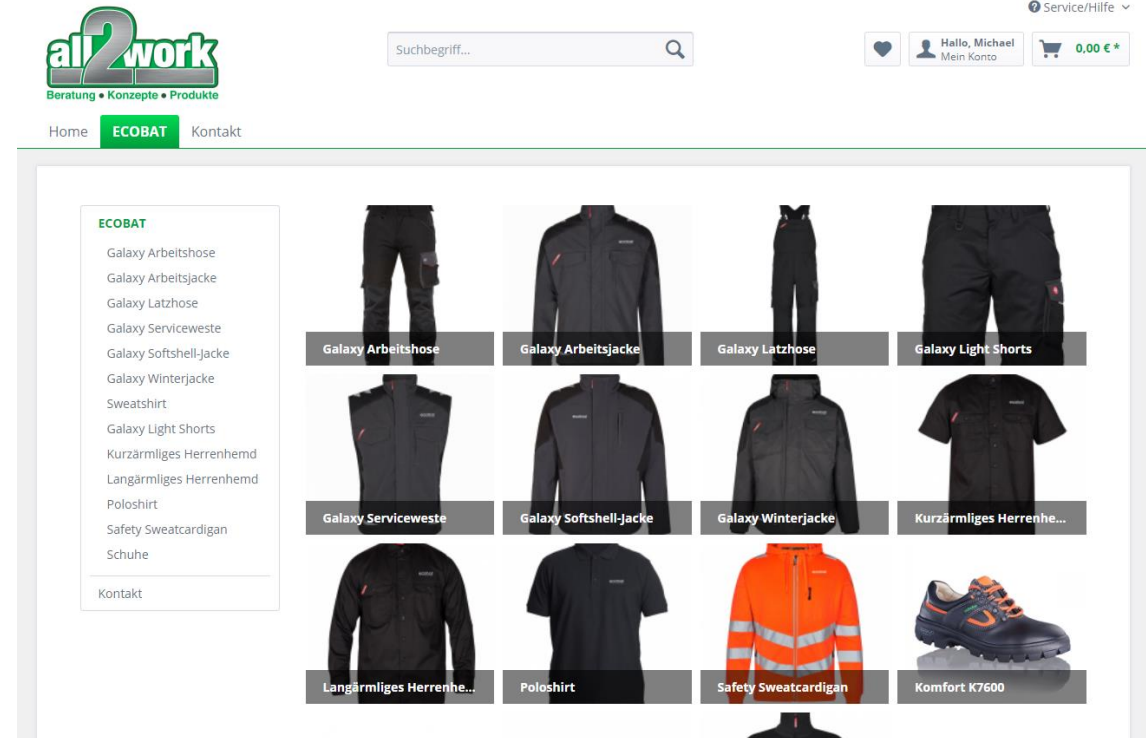 Service/Hilfe
all2work
Beratung • Konzepte • Produkte
Suchbegriff...
Hallo, Michael
Mein Konto
0,00 € *
Home
ECOBAT
Kontakt
ECOBAT
Galaxy Arbeitshose
Galaxy Arbeitsjacke
Galaxy Latzhose
Galaxy Serviceweste
Galaxy Softshell-Jacke
Galaxy Winterjacke
Sweatshirt
Galaxy Light Shorts
Kurzärmliges Herrenhemd
Langärmliges Herrenhemd
Poloshirt
Safety Sweatcardigan
Schuhe
Kontakt
Galaxy Arbeitshose
Galaxy Arbeitsjacke
Galaxy Latzhose
Galaxy Light Shorts
Galaxy Serviceweste
Galaxy Softshell-Jacke
Galaxy Winterjacke
Kurzärmliges Herrenhe...
Langärmliges Herrenhe...
Poloshirt
Safety Sweatcardigan
Komfort K7600